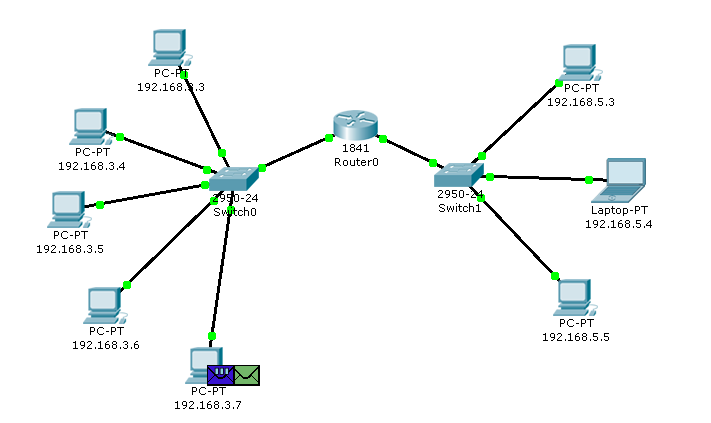 PC-PT
192.168.3.3
PC-PT
192.168.5.3
PC-PT
192.168.3.4
1841
Router0
2950-24
Switch0
2950-24
Switch1
Laptop-PT
192.168.5.4
PC-PT
192.168.3.5
PC-PT
192.168.3.6
PC-PT
192.168.5.5
PC-PT
192.168.3.7